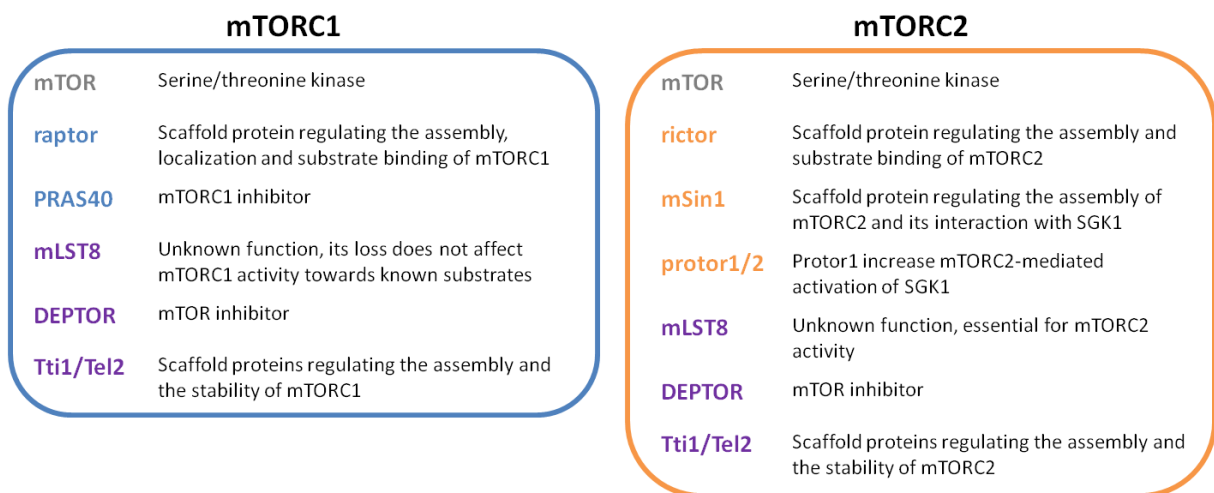 mTORC1
mTOR Serine/threonine kinase
raptor Scaffold protein regulating the assembly,
localization and substrate binding of mTORC1
PRAS40 mTORC1 inhibitor
mLST8 Unknown function, its loss does not affect
mTORC1 activity towards known substrates
DEPTOR mTOR inhibitor
Tti1/Tel2 Scaffold proteins regulating the assembly and
the stability of mTORC1
mTORC2
mTOR Serine/threonine kinase
rictor Scaffold protein regulating the assembly and
substrate binding of mTORC2
mSin1 Scaffold protein regulating the assembly of
mTORC2 and its interaction with SGK1
protor1/2 Protor1 increase mTORC2-mediated
activation of SGK1
mLST8 Unknown function, essential for mTORC2
activity
DEPTOR mTOR inhibitor
Tti1/Tel2 Scaffold proteins regulating the assembly and
the stability of mTORC2